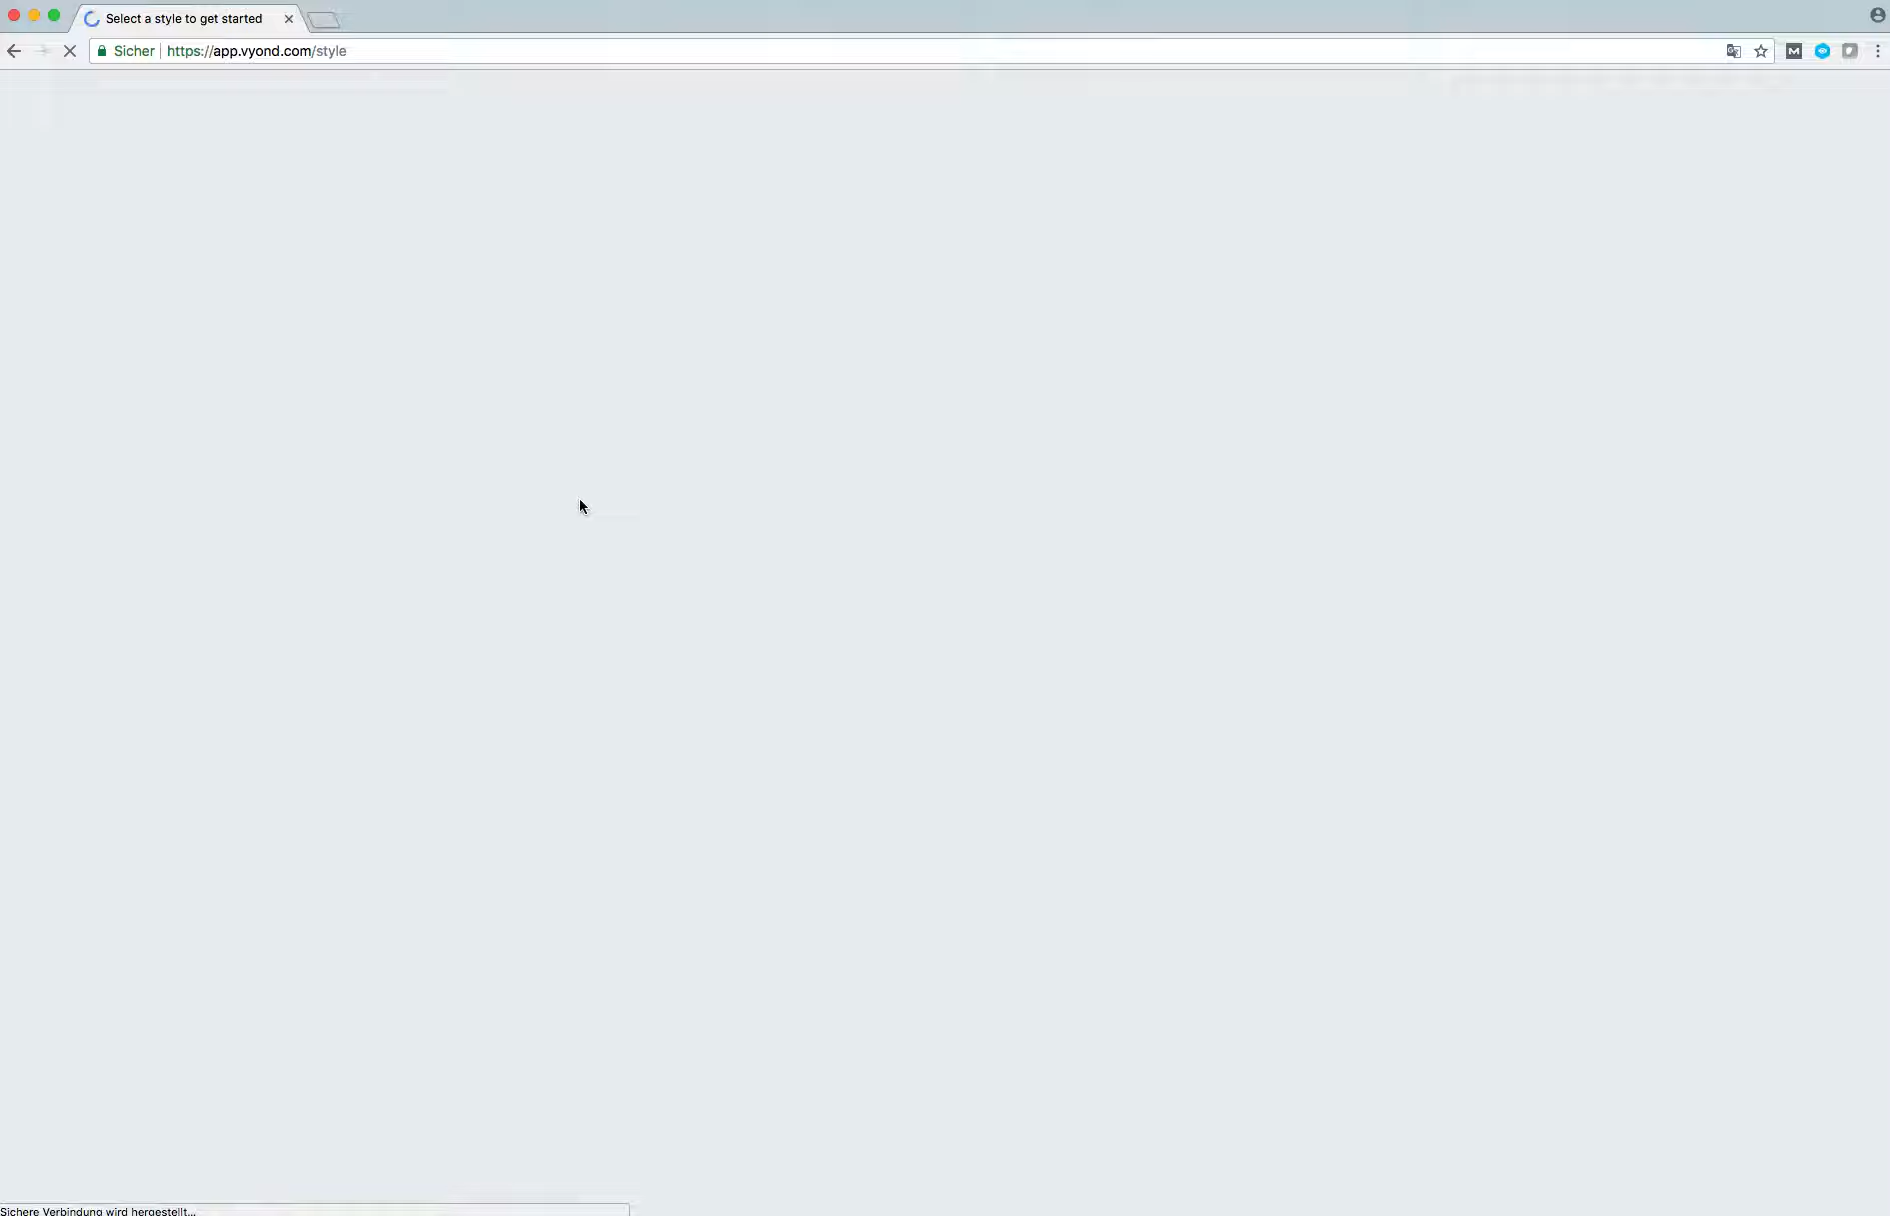 Select a style to get started
Sicher https://app.vyond.com/style
Sichere Verbindung wird hergestellt...